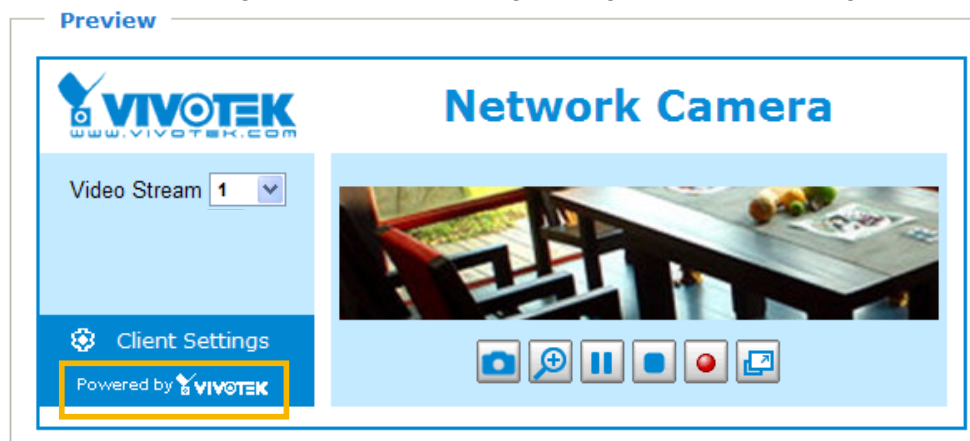 Preview
VIVOTEK
www.vivotek.com
Network Camera
Video Stream 1
Client Settings
Powered by VIVOTEK